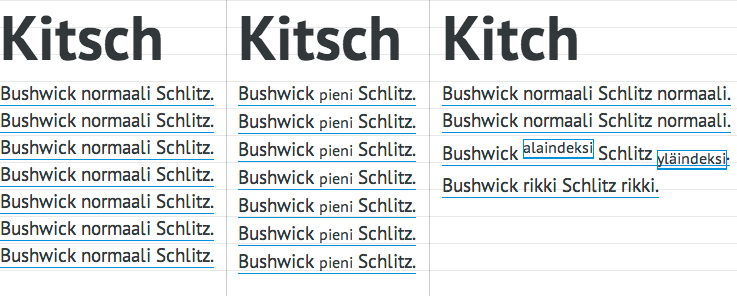 Kitsch
Bushwick normaali Schlitz.
Bushwick normaali Schlitz.
Bushwick normaali Schlitz.
Bushwick normaali Schlitz.
Bushwick normaali Schlitz.
Bushwick normaali Schlitz.
Bushwick normaali Schlitz.
Kitsch
Bushwick pieni Schlitz.
Bushwick pieni Schlitz.
Bushwick pieni Schlitz.
Bushwick pieni Schlitz.
Bushwick pieni Schlitz.
Bushwick pieni Schlitz.
Bushwick pieni Schlitz.
Kitch
Bushwick normaali Schlitz normaali.
Bushwick normaali Schlitz normaali.
Bushwick alaindeksi Schlitz yläindeksi.
Bushwick rikki Schlitz rikki.